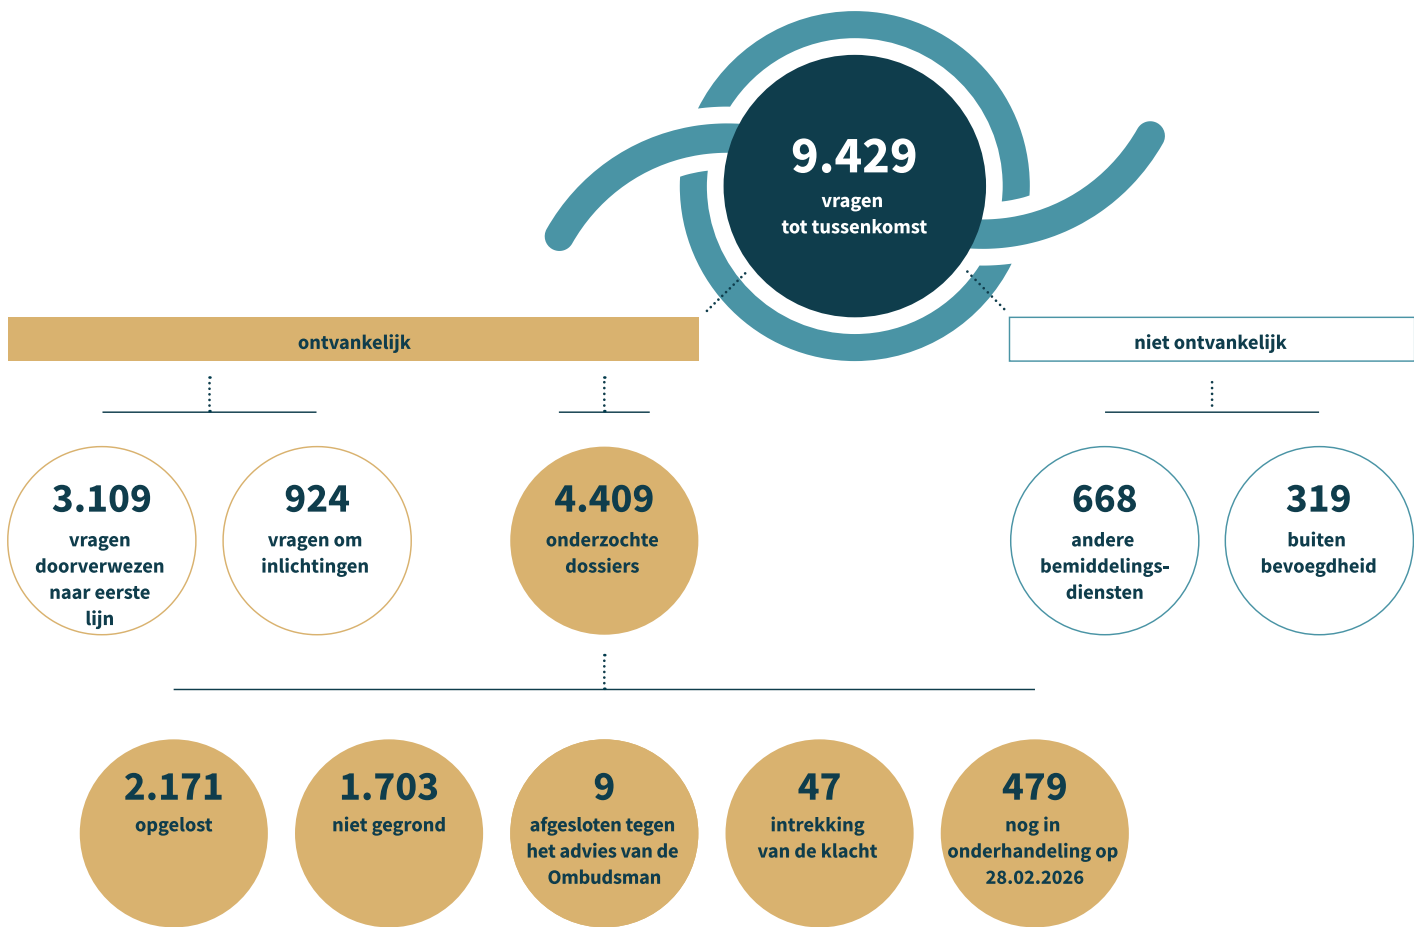 9.429
vragen
tot tussenkomst
ontvankelijk
niet ontvankelijk
3.109
vragen
doorverwezen
naar eerste
lijn
924
vragen om
inlichtingen
4.409
onderzochte
dossiers
668
andere
bemiddelings-
diensten
319
buiten
bevoegdheid
2.171
opgelost
1.703
niet gegrond
9
afgesloten tegen
het advies van de
Ombudsman
47
intrekking
van de klacht
479
nog in
onderhandeling op
28.02.2026